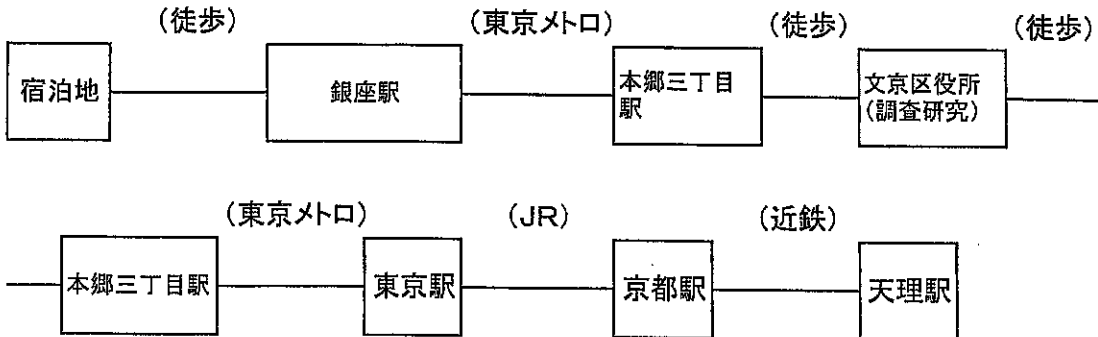 (徒歩)
(東京メトロ)
(徒歩)
(徒歩)
宿泊地
銀座駅
本郷三丁目
駅
文京区役所
(調査研究)
(東京メトロ)
(JR)
(近鉄)
本郷三丁目駅
東京駅
京都駅
天理駅